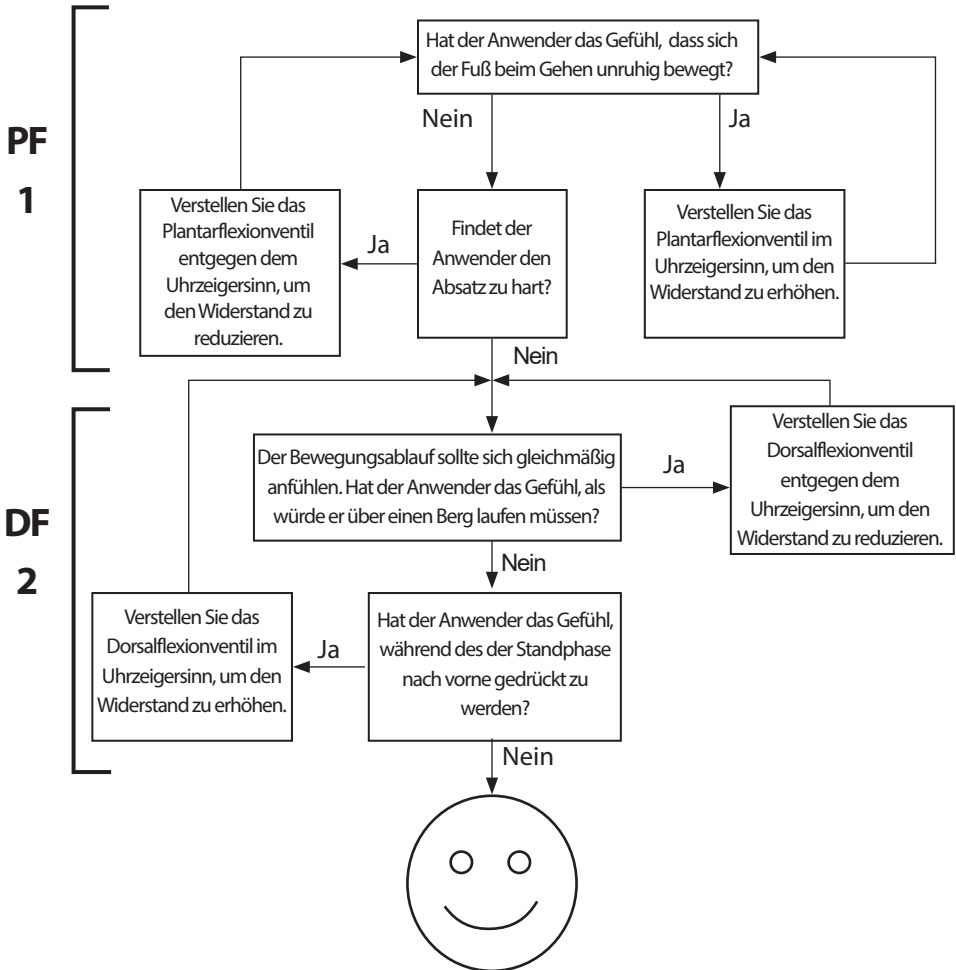 Hat der Anwender das Gefühl, dass sich
der Fuß beim Gehen unruhig bewegt?
Nein
Ja
PF
1
Verstellen Sie das
Plantarflexionventil
entgegen dem
Uhrzeigersinn, um
den Widerstand zu
reduzieren.
Ja
Findet der
Anwender den
Absatz zu hart?
Verstellen Sie das
Plantarflexionventil im
Uhrzeigersinn, um den
Widerstand zu erhöhen.
Nein
DF
2
Der Bewegungsablauf sollte sich gleichmäßig
anfühlen. Hat der Anwender das Gefühl, als
würde er über einen Berg laufen müssen?
Ja
Verstellen Sie das
Dorsalflexionventil
entgegen dem
Uhrzeigersinn, um den
Widerstand zu reduzieren.
Nein
Verstellen Sie das
Dorsalflexionventil im
Uhrzeigersinn, um den
Widerstand zu erhöhen.
Ja
Hat der Anwender das Gefühl,
während des der Standphase
nach vorne gedrückt zu
werden?
Nein